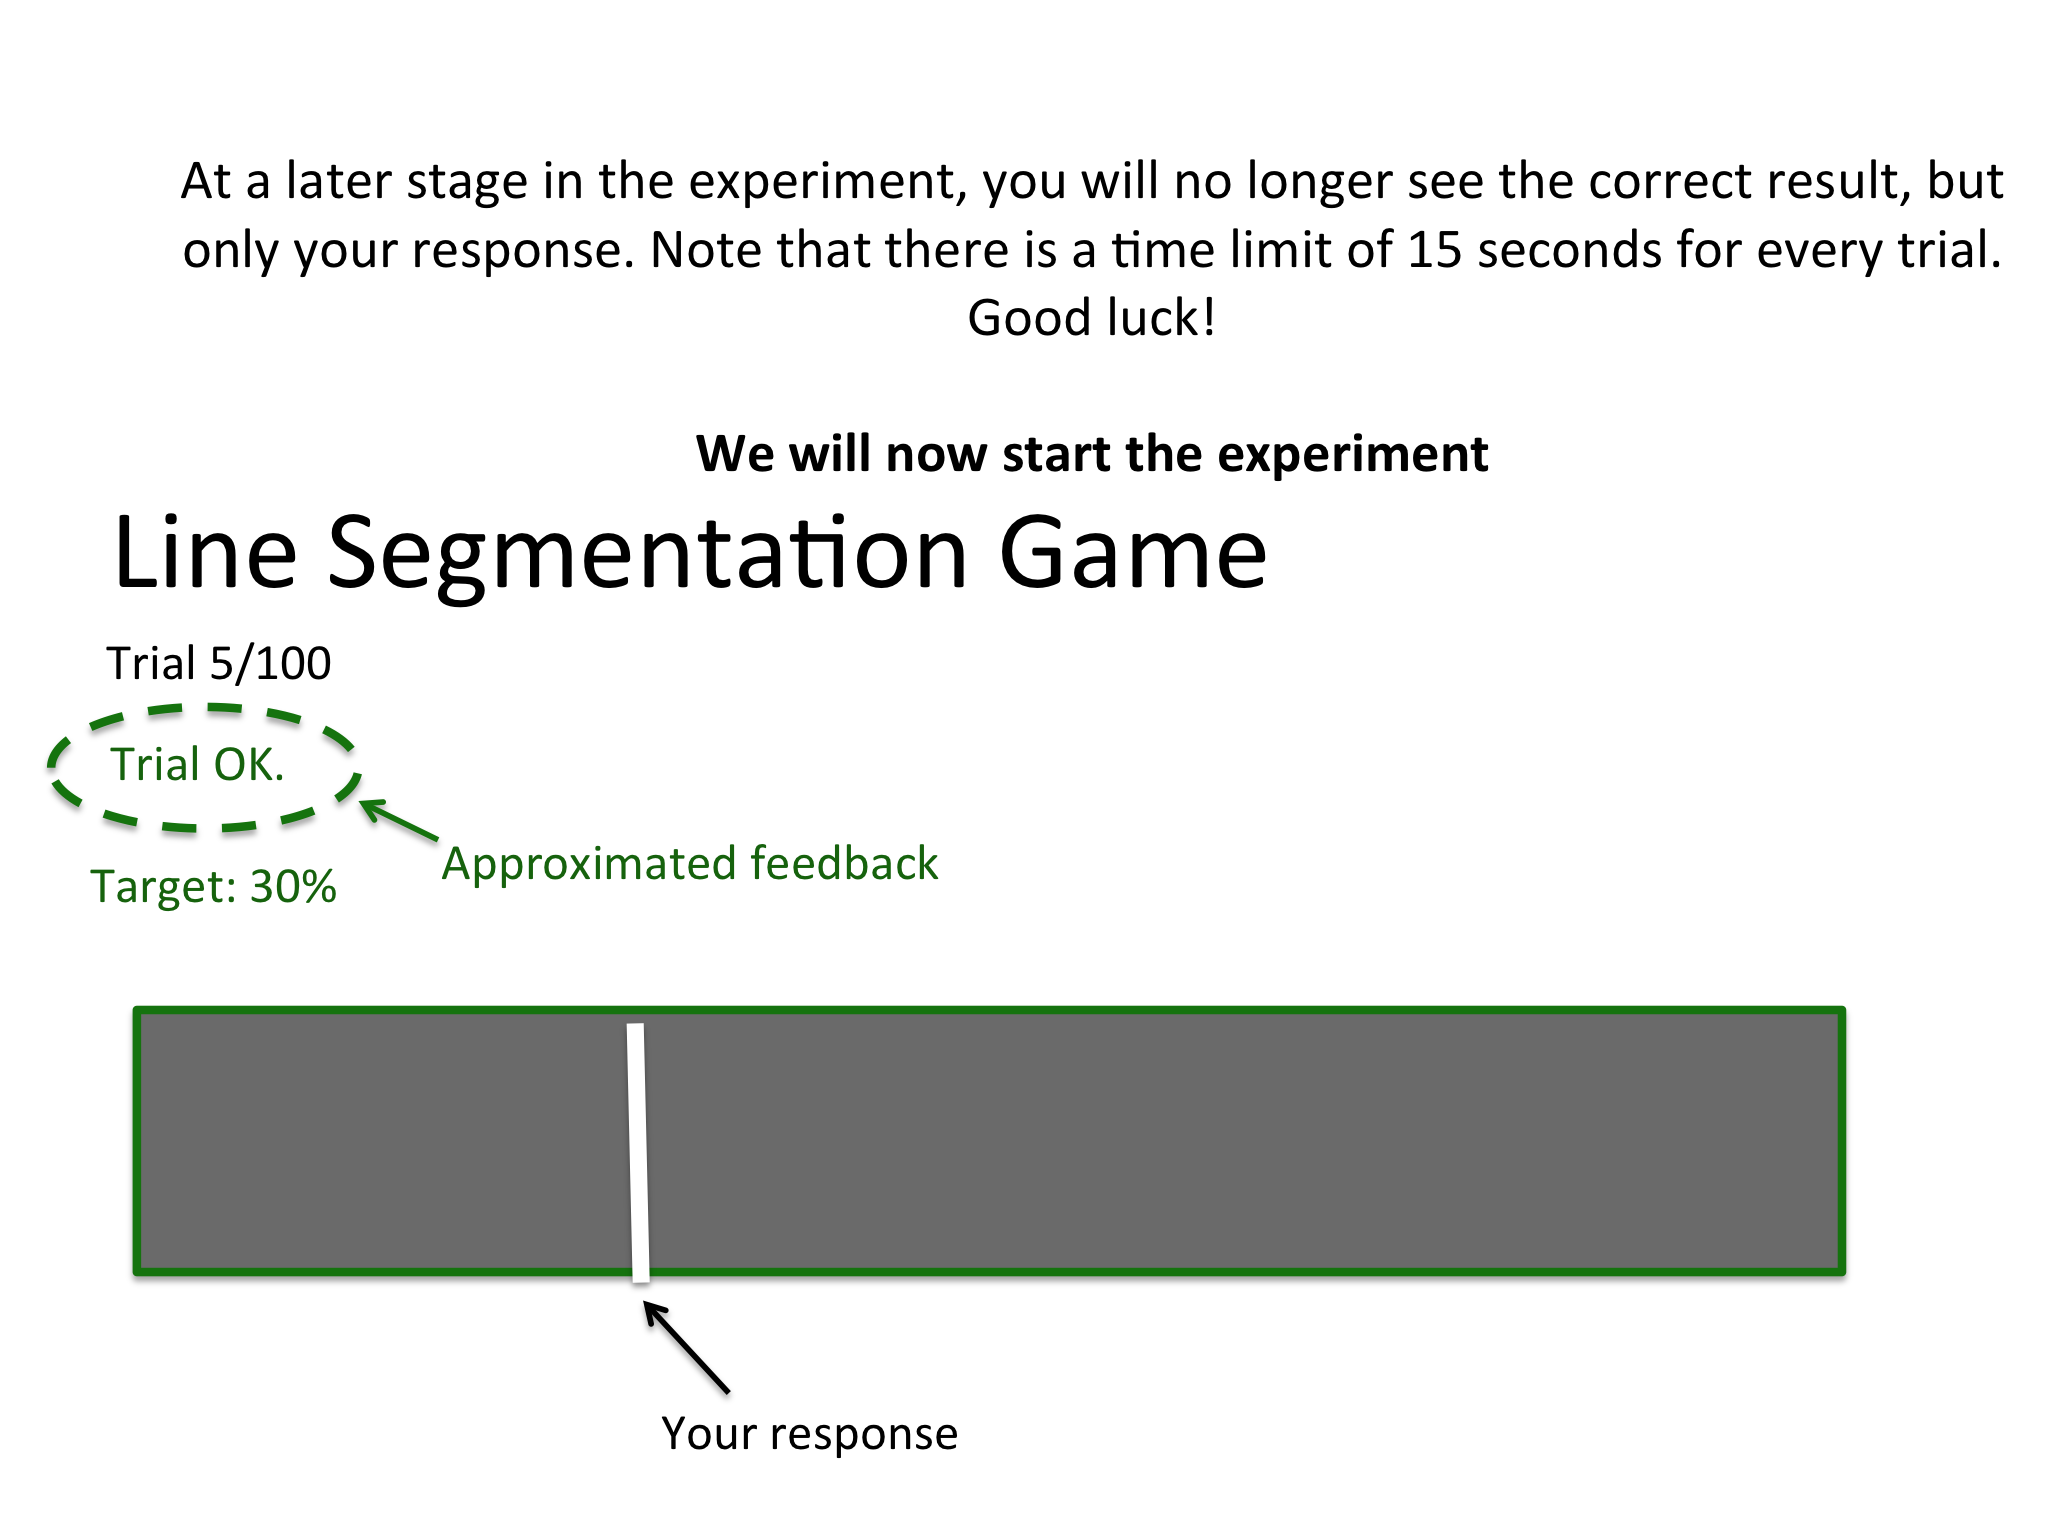 At a later stage in the experiment, you will no longer see the correct result, but
only your response. Note that there is a time limit of 15 seconds for every trial.
Good luck!
We will now start the experiment
Line Segmentation Game
Trial 5/100
Trial OK.
Approximated feedback
Target: 30%
Your response